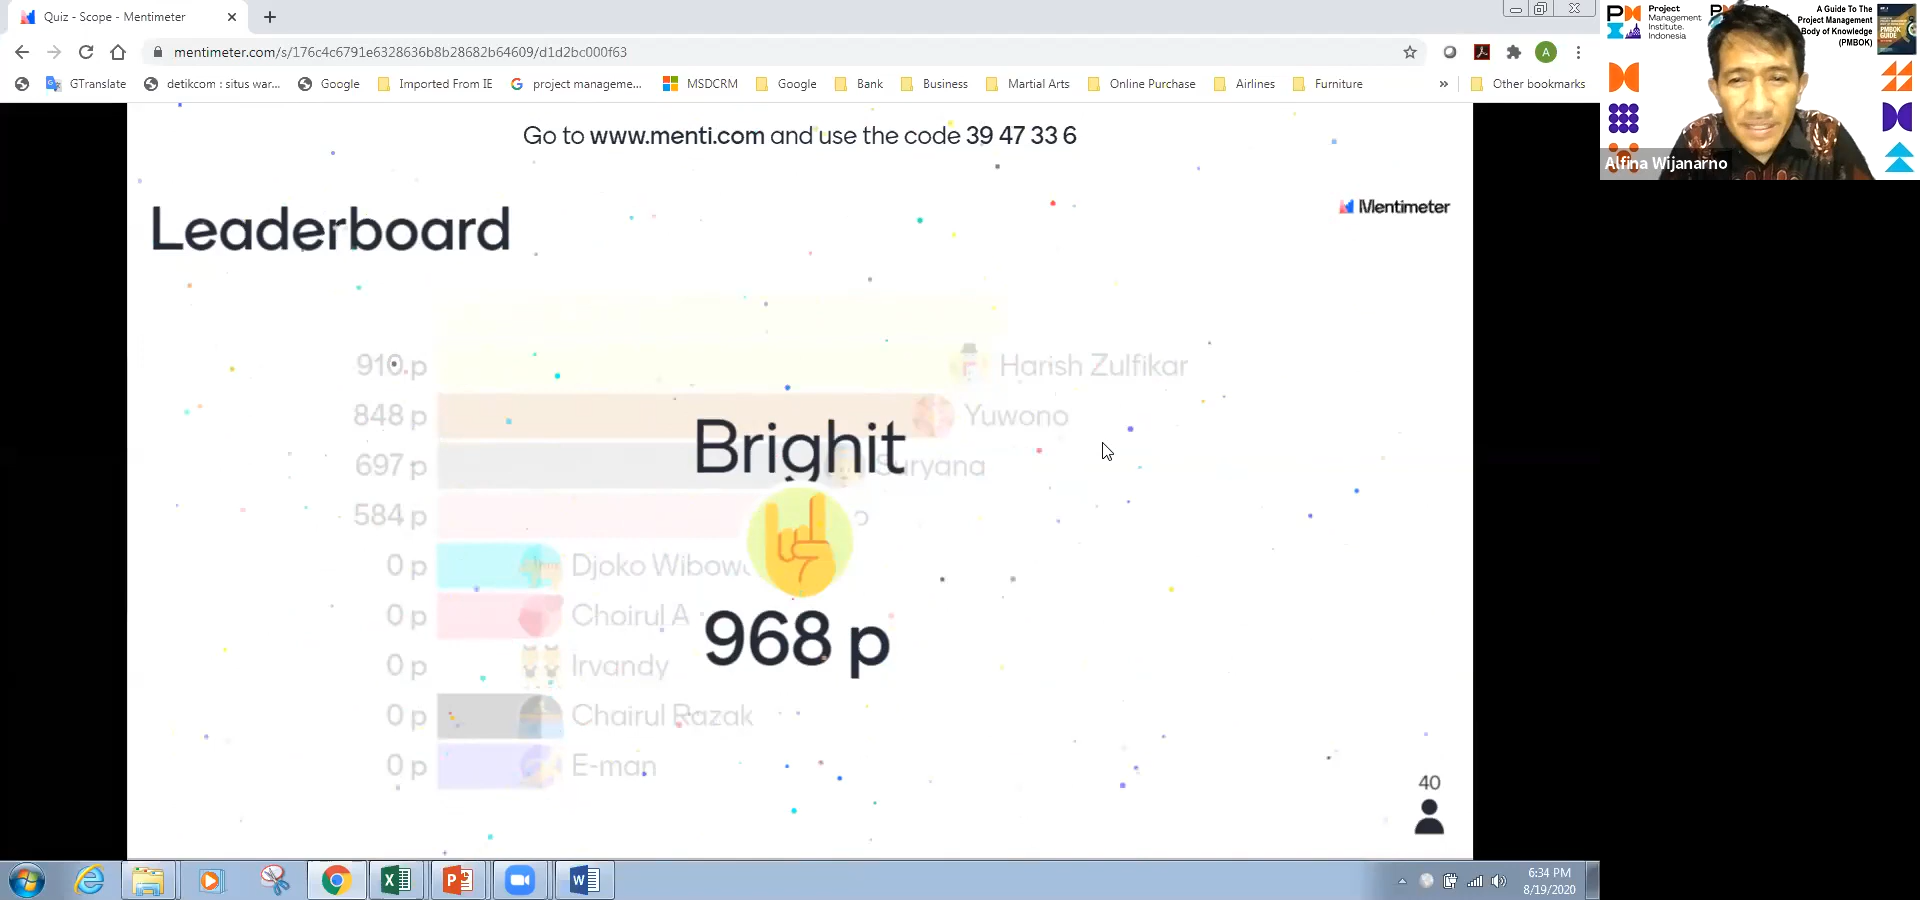 Quiz - Scope - Mentimeter
mentimeter.com/s/176c4c6791e6328636b8b28682b64609/d1d2bc000f63
GTranslate
detikcom : situs war...
Google
Imported From IE
project manageme...
MSDCRM
Google
Bank
Business
Martial Arts
Online Purchase
Airlines
Furniture
»
Other bookmarks
A
Project
Management
Institute.
Indonesia
A Guide To The
Project Management
Body of Knowledge
(PMBOK)
Alfina Wijanarno
Go to www.menti.com and use the code 39 47 33 6
Leaderboard
Mentimeter
910 p Harish Zulfikar
848 p Yuwono
697 p Suryana
584 p
0 p Djoko Wibowo
0 p Choirul A
0 p Irvandy
0 p Chairul Razak
0 p E-man
Brighit
968 p
40
6:34 PM
8/19/2020